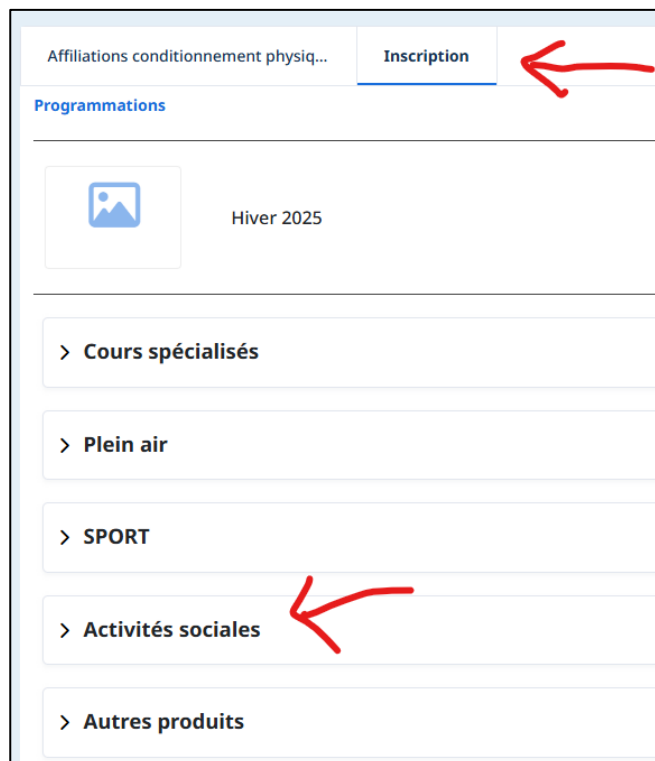 Affiliations conditionnement physiq...
Inscription
Programmations
Hiver 2025
Cours spécialisés
Plein air
SPORT
Activités sociales
Autres produits